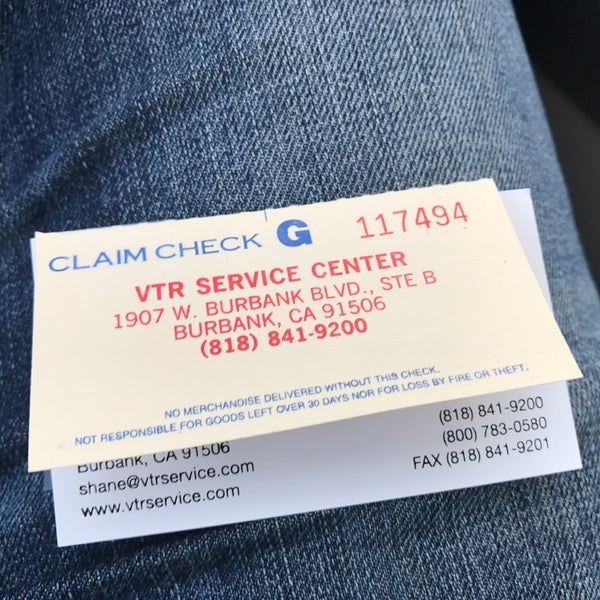 CLAIM CHECK G 117494
VTR SERVICE CENTER
1907 W. BURBANK BLVD., STE B
BURBANK, CA 91506
(818) 841-9200
NO MERCHANDISE DELIVERED WITHOUT THIS CHECK.
NOT RESPONSIBLE FOR GOODS LEFT OVER 30 DAYS NOR FOR LOSS BY FIRE OR THEFT.
Burbank, CA 91506
shane@vtrservice.com
www.vtrservice.com
(818) 841-9200
(800) 783-0580
FAX (818) 841-9201